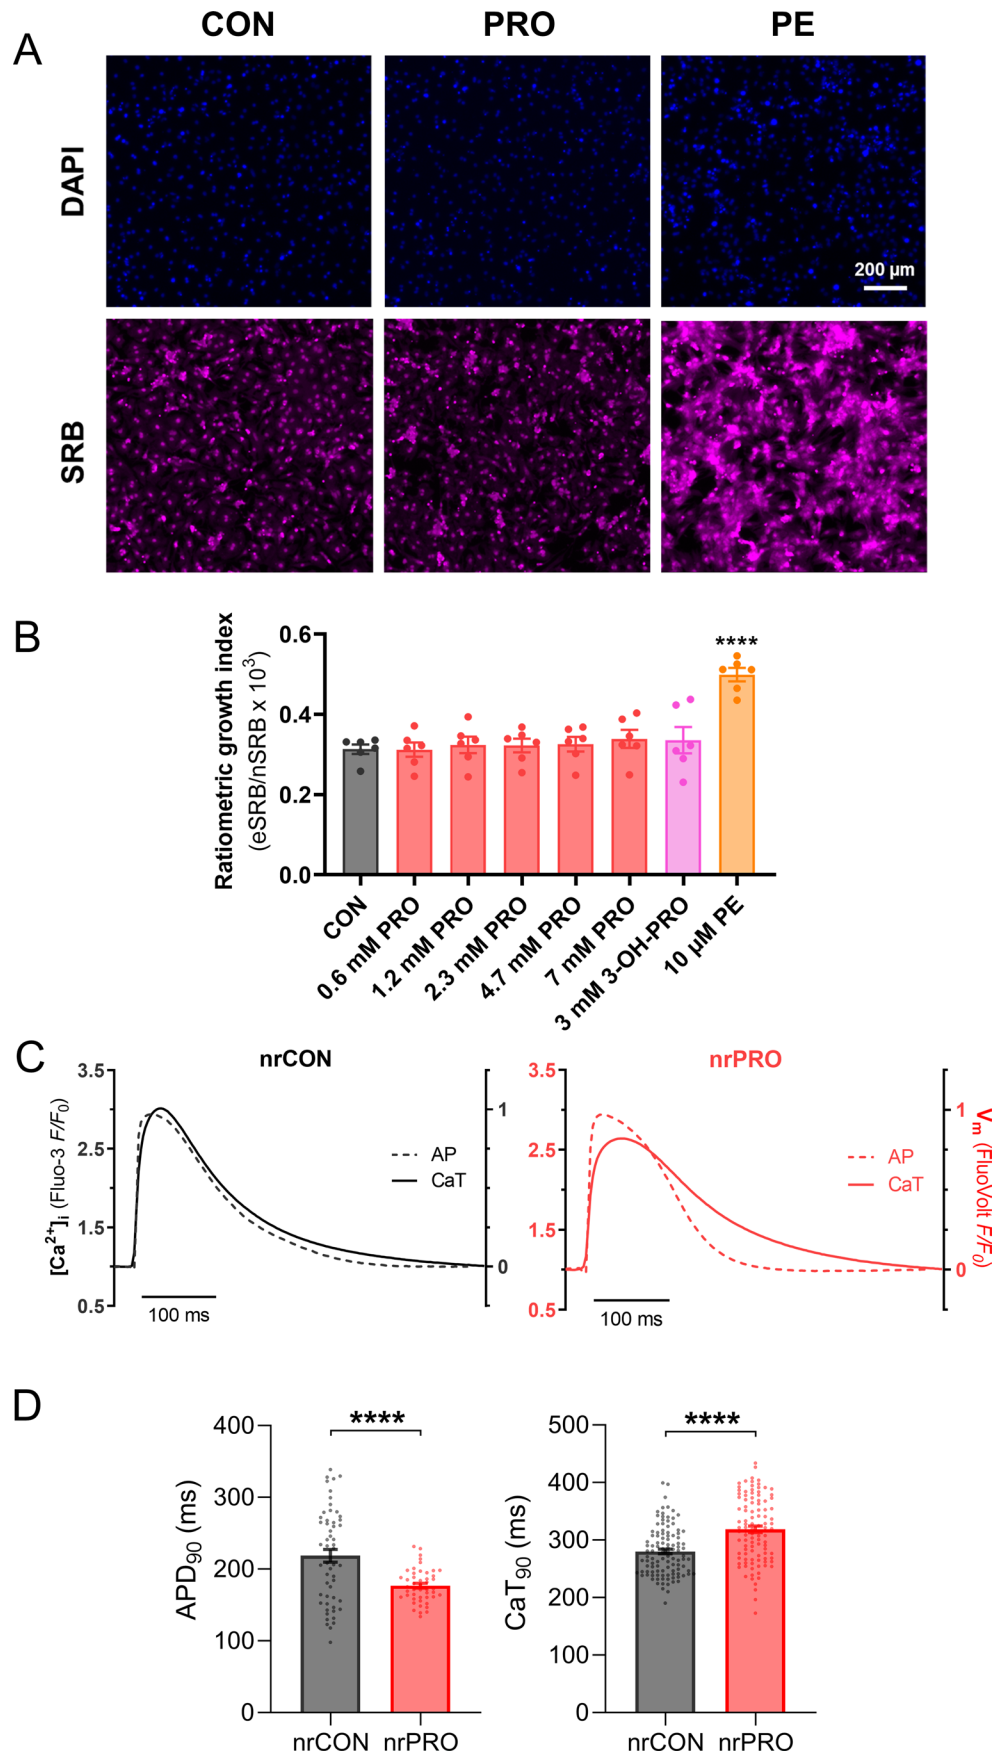 A
CON PRO PE
DAPI
200 µm
SRB
B
Ratiometric growth index
(eSRB/nSRB x 10³)
0.6
0.4
0.2
0.0
****
CON
0.6 mM PRO
1.2 mM PRO
2.3 mM PRO
4.7 mM PRO
7 mM PRO
3 mM 3-OH-PRO
10 µM PE
C
nrCON
[Ca²⁺]ᵢ (Fluo-3 F/F₀)
3.5
2.5
1.5
0.5
1
0
AP
CaT
100 ms
nrPRO
3.5
2.5
1.5
0.5
1
0
Vₘ (FluoVolt F/F₀)
AP
CaT
100 ms
D
APD₉₀ (ms)
400
300
200
100
0
****
nrCON nrPRO
CaT₉₀ (ms)
500
400
300
200
100
0
****
nrCON nrPRO